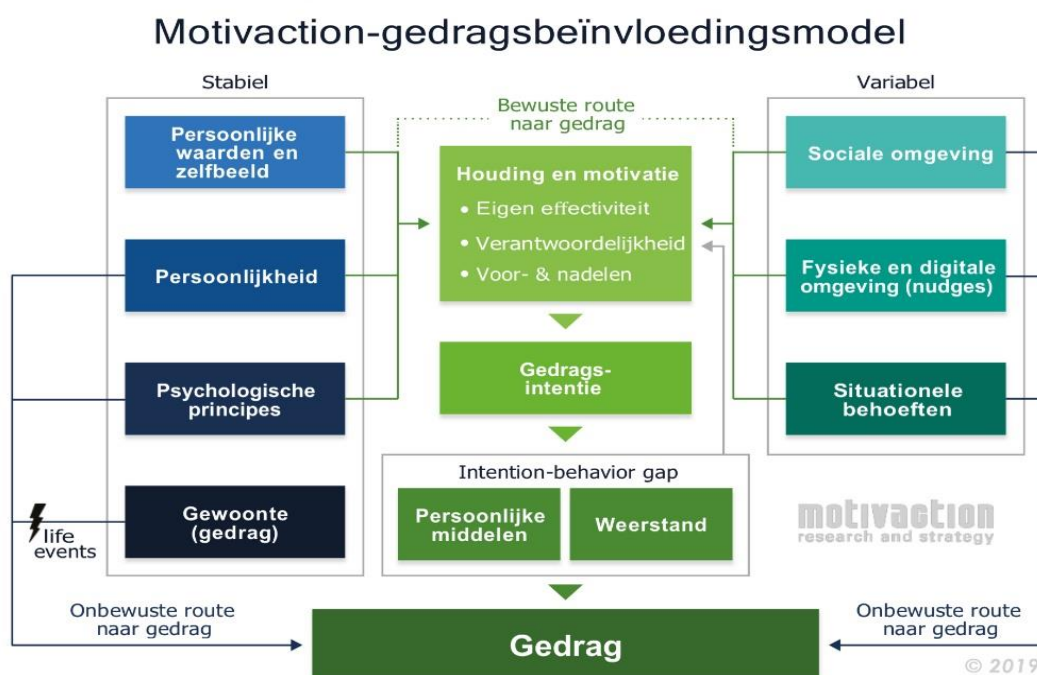 Motivaction-gedragsbeïnvloedingsmodel
Stabiel
Persoonlijke
waarden en
zelfbeeld
Persoonlijkheid
Psychologische
principes
Gewoonte
(gedrag)
life
events
Onbewuste route
naar gedrag
Bewuste route
naar gedrag
Houding en motivatie
• Eigen effectiviteit
• Verantwoordelijkheid
• Voor- & nadelen
Gedrags-
intentie
Intention-behavior gap
Persoonlijke
middelen
Weerstand
Gedrag
Variabel
Sociale omgeving
Fysieke en digitale
omgeving (nudges)
Situationele
behoeften
motivaction
research and strategy
Onbewuste route
naar gedrag
© 2019